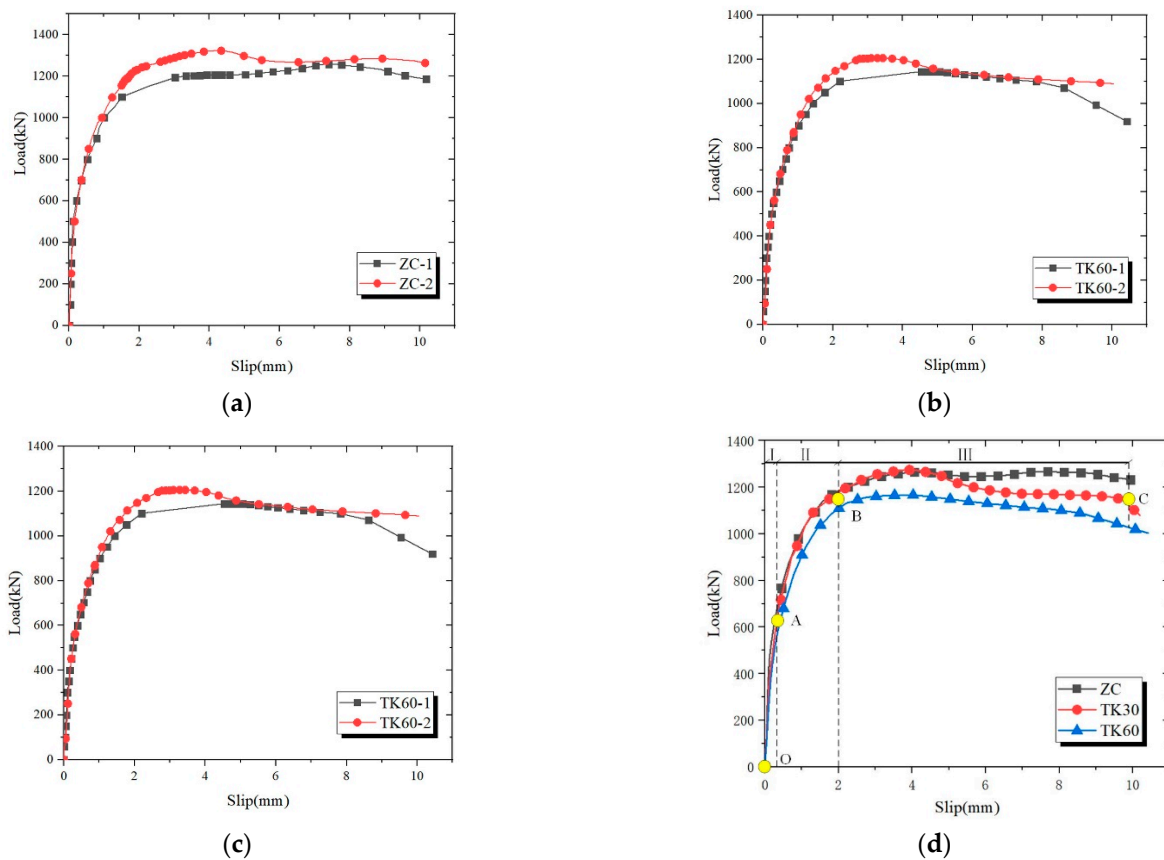 1400
1200
1000
800
600
400
200
0
Load(kN)
0 2 4 6 8 10
Slip(mm)
ZC-1
ZC-2
(a)
1400
1200
1000
800
600
400
200
0
Load(kN)
0 2 4 6 8 10
Slip(mm)
TK60-1
TK60-2
(b)
1400
1200
1000
800
600
400
200
0
Load(kN)
0 2 4 6 8 10
Slip(mm)
TK60-1
TK60-2
(c)
1400
1200
1000
800
600
400
200
0
Load(kN)
I II III
A
B
C
O
0 2 4 6 8 10
Slip(mm)
ZC
TK30
TK60
(d)